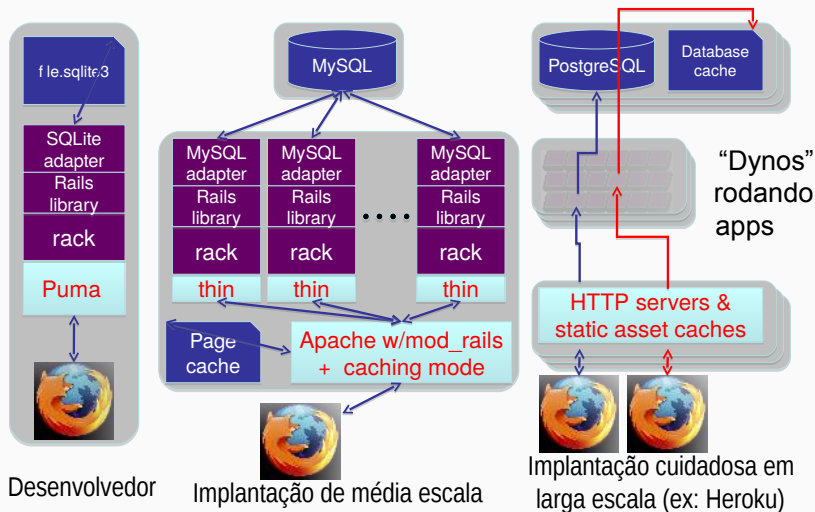 f le.sqlite3
SQLite
adapter
Rails
library
rack
Puma
Desenvolvedor
MySQL
MySQL
adapter
Rails
library
rack
thin
MySQL
adapter
Rails
library
rack
thin
....
MySQL
adapter
Rails
library
rack
thin
Page
cache
Apache w/mod_rails
+ caching mode
Implantação de média escala
PostgreSQL
Database
cache
“Dynos”
rodando
apps
HTTP servers &
static asset caches
Implantação cuidadosa em
larga escala (ex: Heroku)